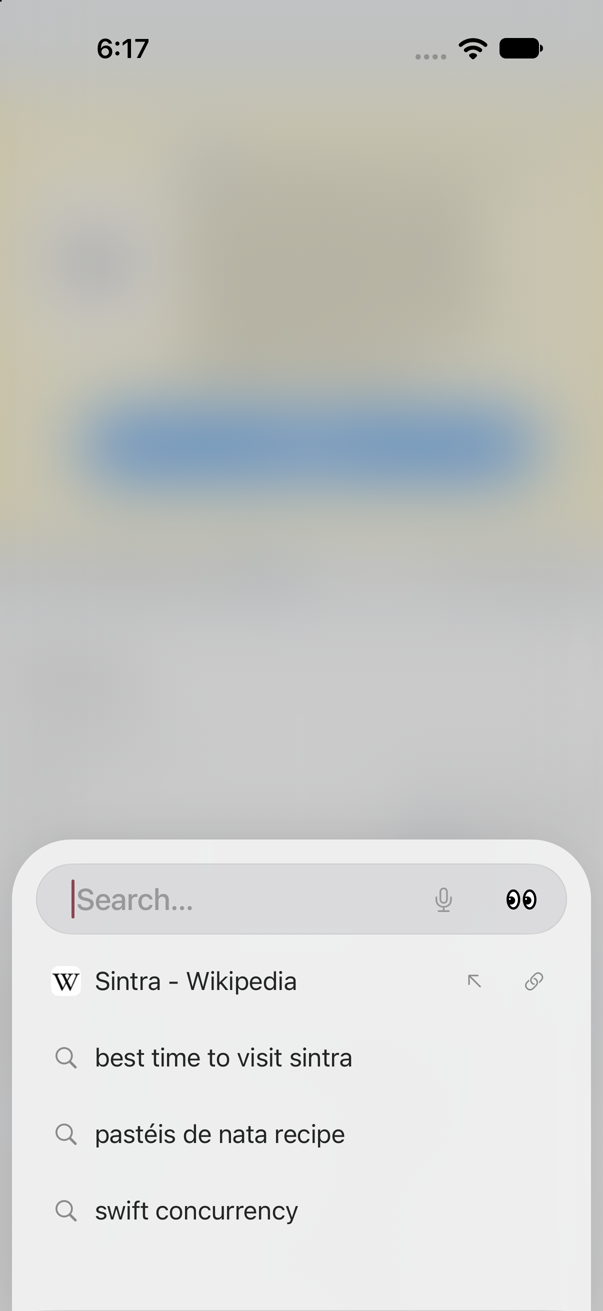 6:17
Search...
W Sintra - Wikipedia
best time to visit sintra
pastéis de nata recipe
swift concurrency